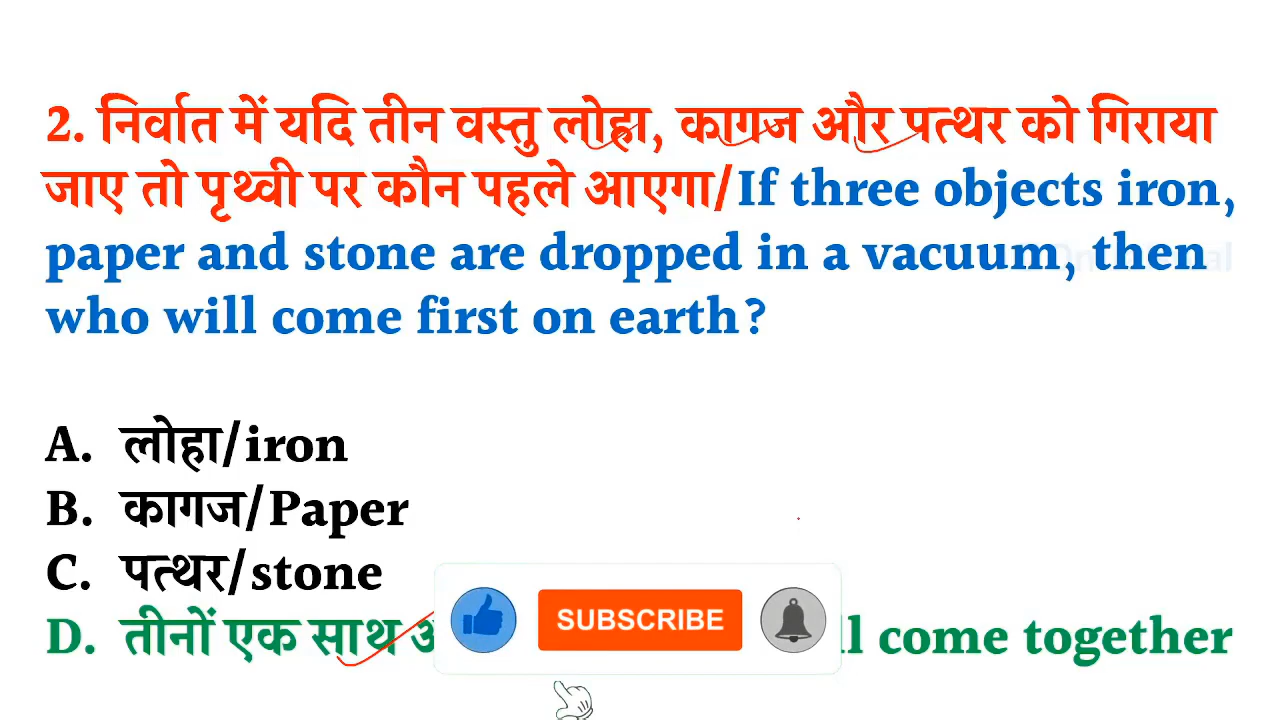 2. निर्वात में यदि तीन वस्तु लोहा, कागज और पत्थर को गिराया
जाए तो पृथ्वी पर कौन पहले आएगा/If three objects iron,
paper and stone are dropped in a vacuum, then
who will come first on earth?
A. लोहा/iron
B. कागज/Paper
C. पत्थर/stone
D. तीनों एक साथ come together
SUBSCRIBE